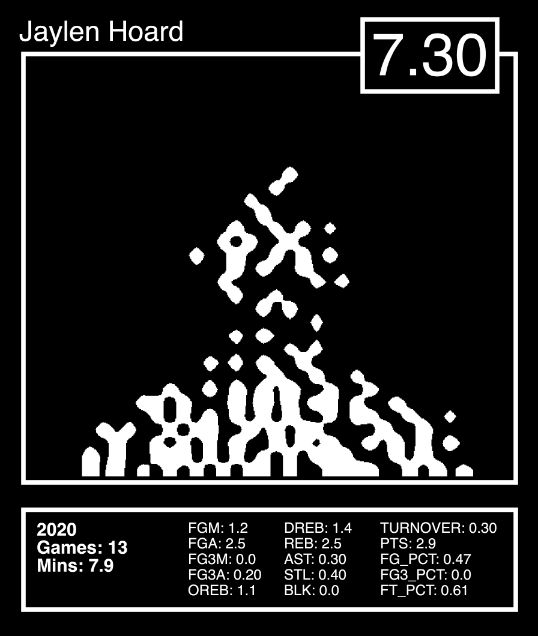 Jaylen Hoard
7.30
2020
Games: 13
Mins: 7.9
FGM: 1.2
FGA: 2.5
FG3M: 0.0
FG3A: 0.20
OREB: 1.1
DREB: 1.4
REB: 2.5
AST: 0.30
STL: 0.40
BLK: 0.0
TURNOVER: 0.30
PTS: 2.9
FG_PCT: 0.47
FG3_PCT: 0.0
FT_PCT: 0.61